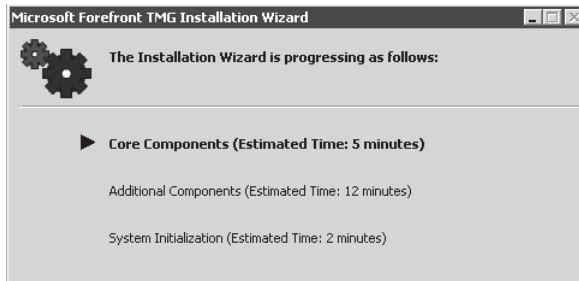 Microsoft Forefront TMG Installation Wizard
The Installation Wizard is progressing as follows:
Core Components (Estimated Time: 5 minutes)
Additional Components (Estimated Time: 12 minutes)
System Initialization (Estimated Time: 2 minutes)